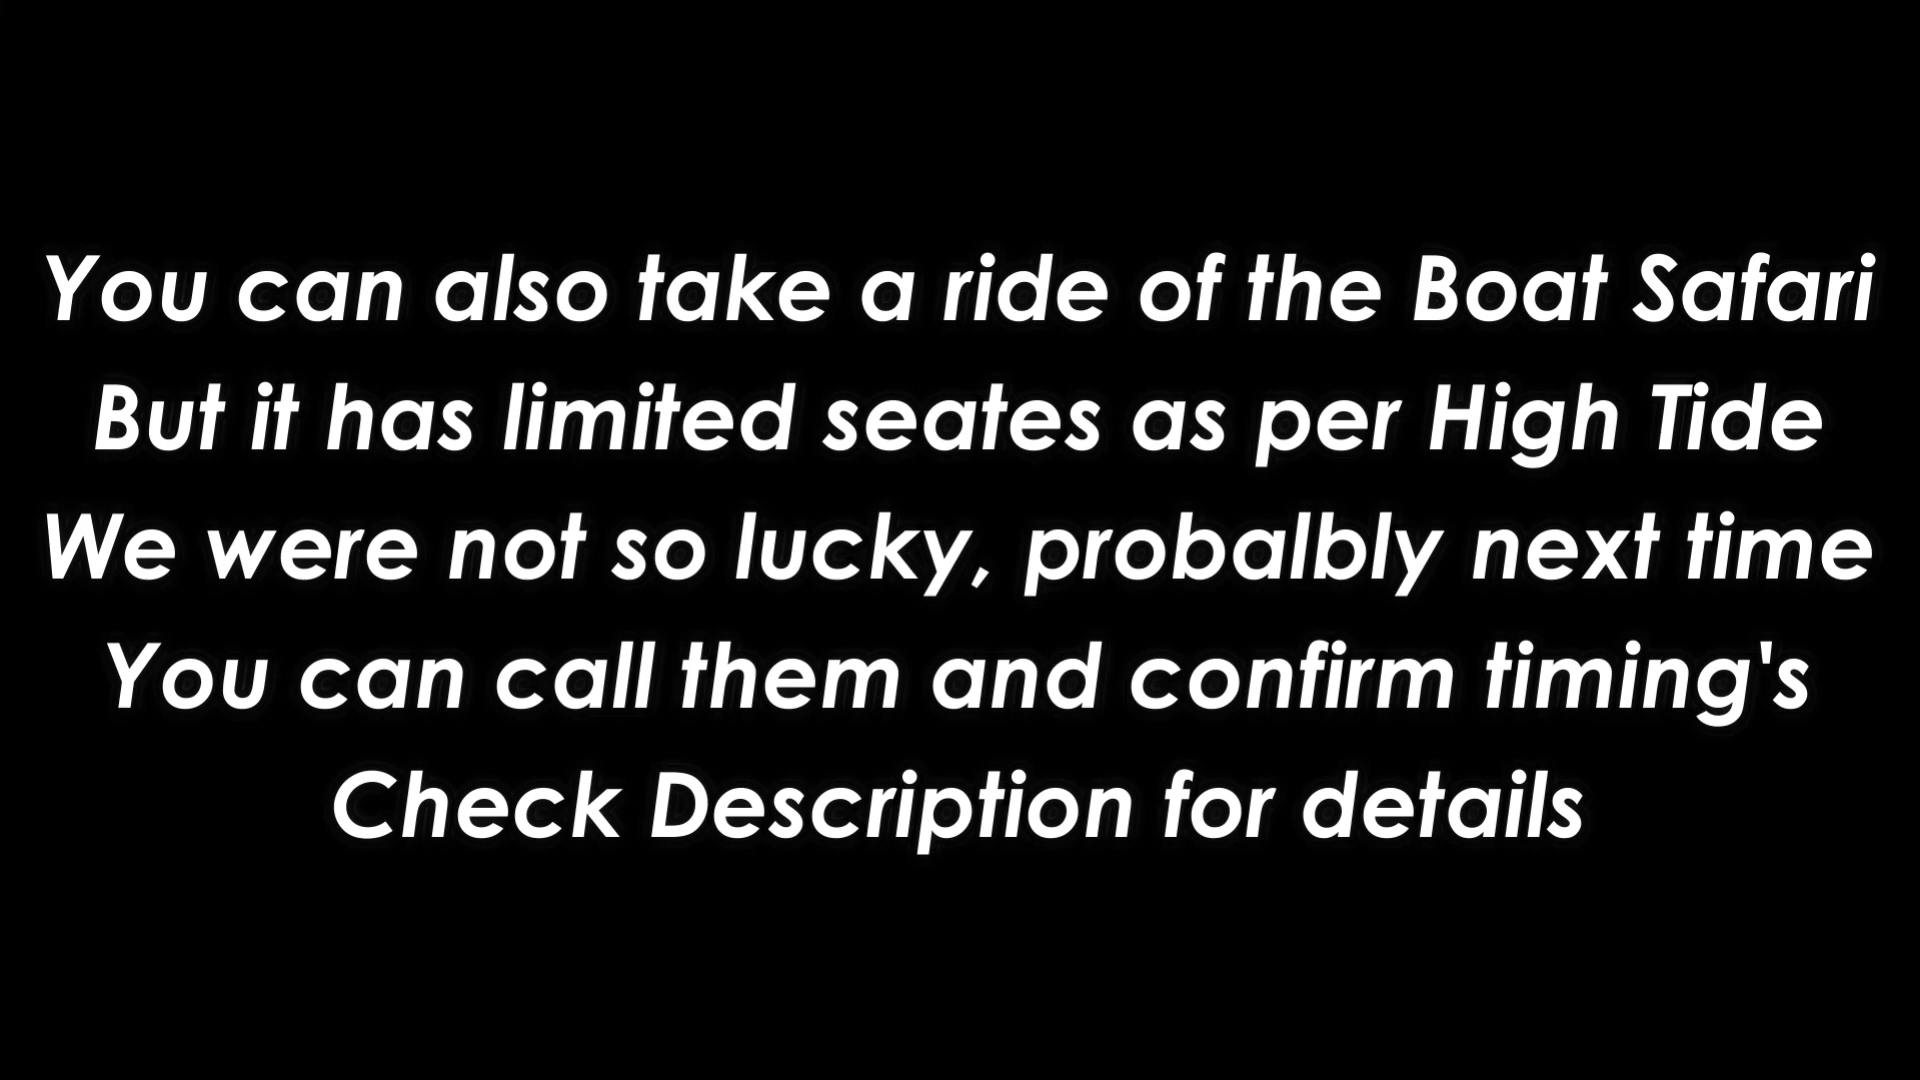 You can also take a ride of the Boat Safari
But it has limited seates as per High Tide
We were not so lucky, probalbly next time
You can call them and confirm timing's
Check Description for details